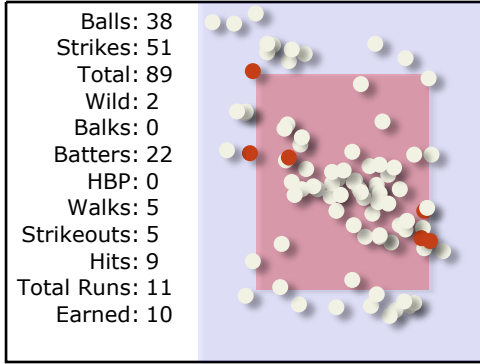 Balls: 38
Strikes: 51
Total: 89
Wild: 2
Balks: 0
Batters: 22
HBP: 0
Walks: 5
Strikeouts: 5
Hits: 9
Total Runs: 11
Earned: 10